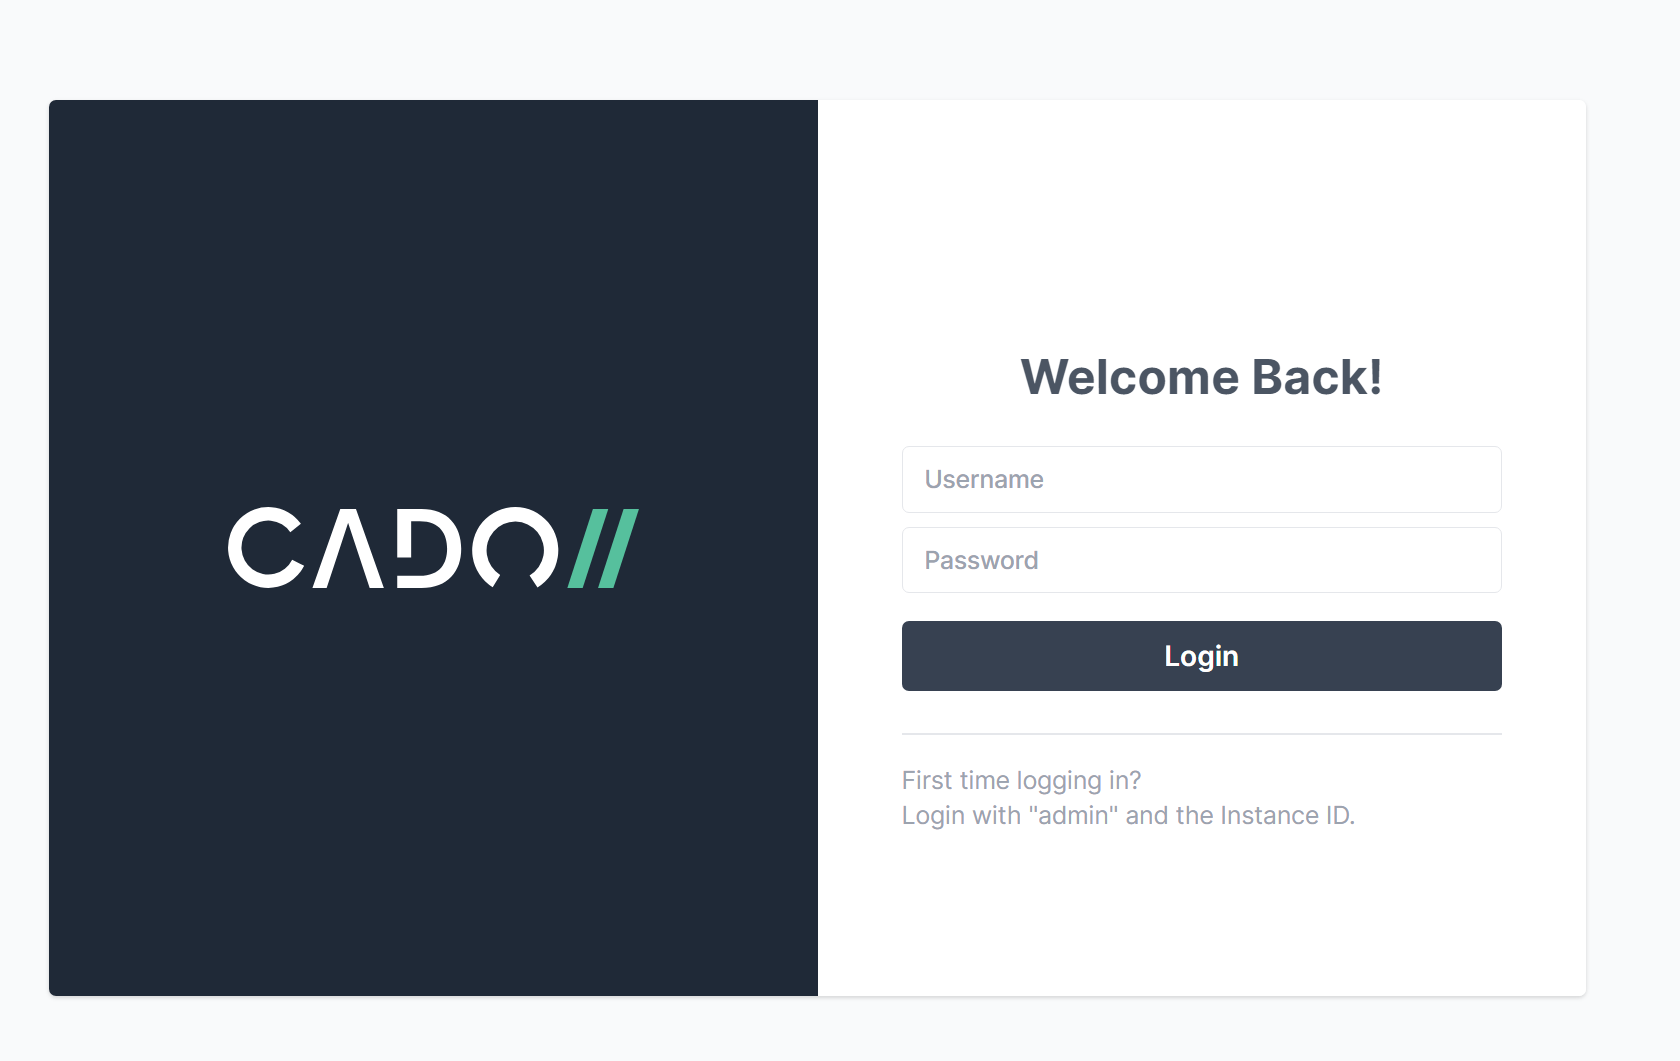 CADO//
Welcome Back!
Username
Password
Login
First time logging in?
Login with "admin" and the Instance ID.